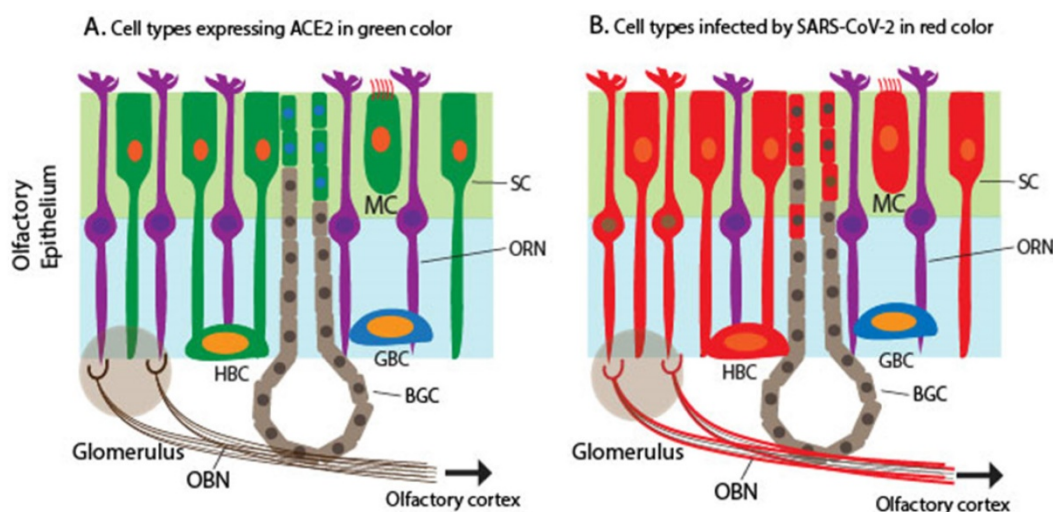 A. Cell types expressing ACE2 in green color
Olfactory
Epithelium
MC
SC
ORN
HBC
GBC
BGC
Glomerulus
OBN
Olfactory cortex
B. Cell types infected by SARS-CoV-2 in red color
MC
SC
ORN
HBC
GBC
BGC
Glomerulus
OBN
Olfactory cortex